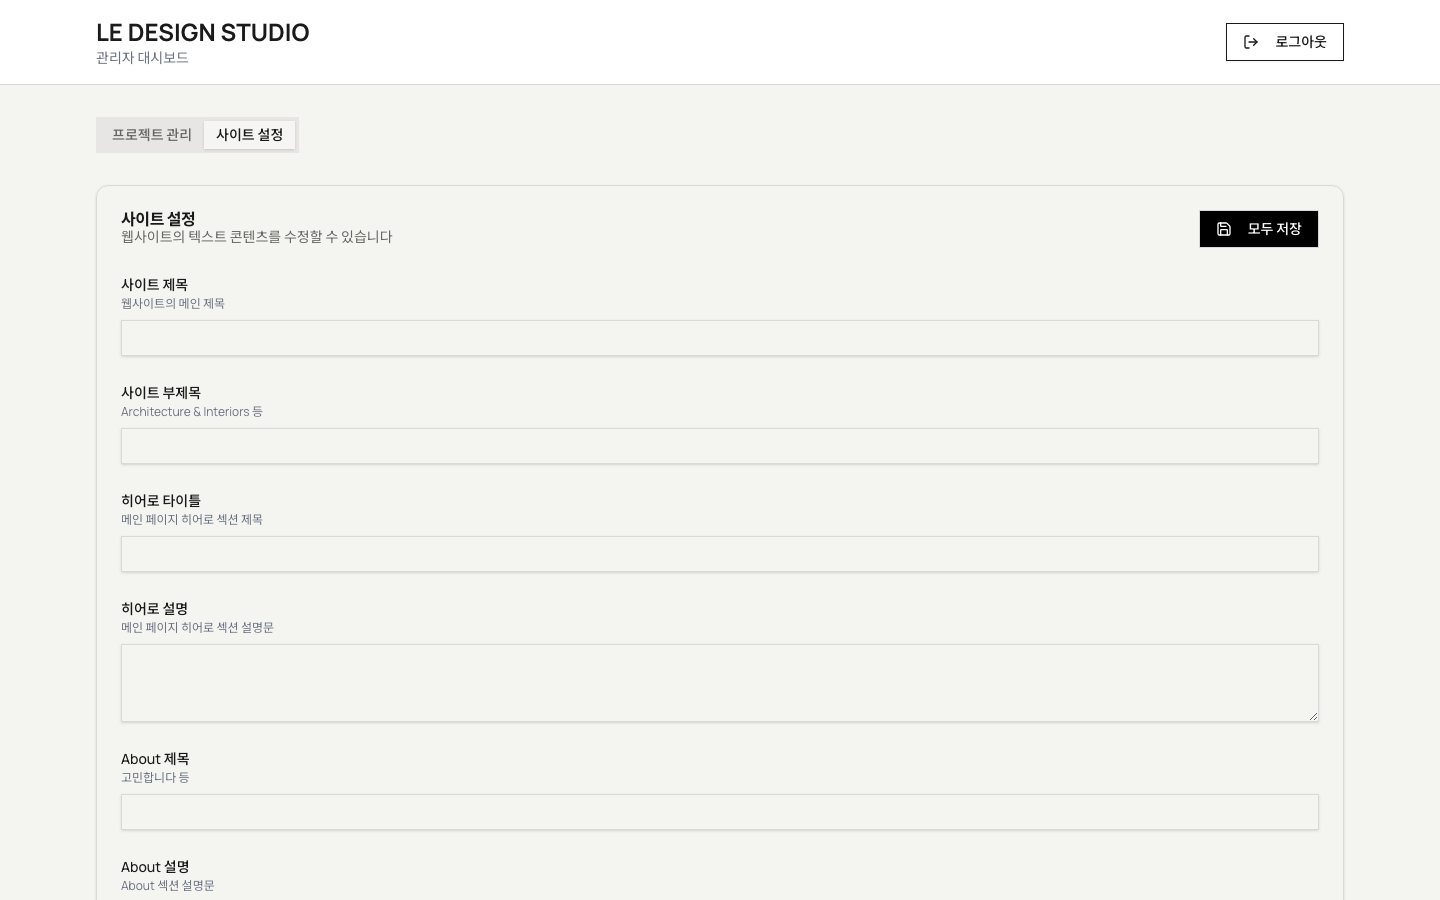 LE DESIGN STUDIO
관리자 대시보드
로그아웃
프로젝트 관리
사이트 설정
사이트 설정
웹사이트의 텍스트 콘텐츠를 수정할 수 있습니다
모두 저장
사이트 제목
웹사이트의 메인 제목
사이트 부제목
Architecture & Interiors 등
히어로 타이틀
메인 페이지 히어로 섹션 제목
히어로 설명
메인 페이지 히어로 섹션 설명문
About 제목
고민합니다 등
About 설명
About 섹션 설명문